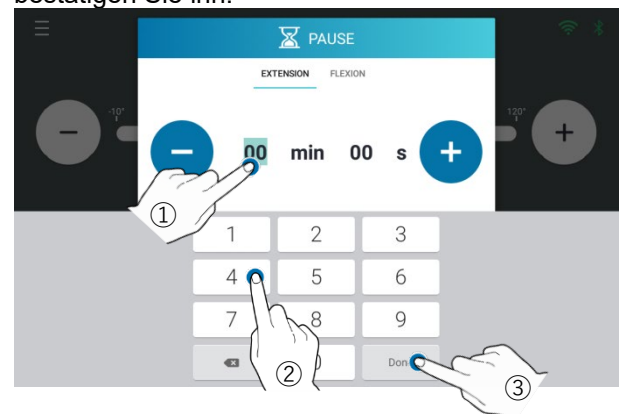 bestätigen Sie ihn.
PAUSE
EXTENSION FLEXION
-10° 120°
− − 00 min 00 s + +
①
1 2 3
4 5 6
7 8 9
Don
②
③